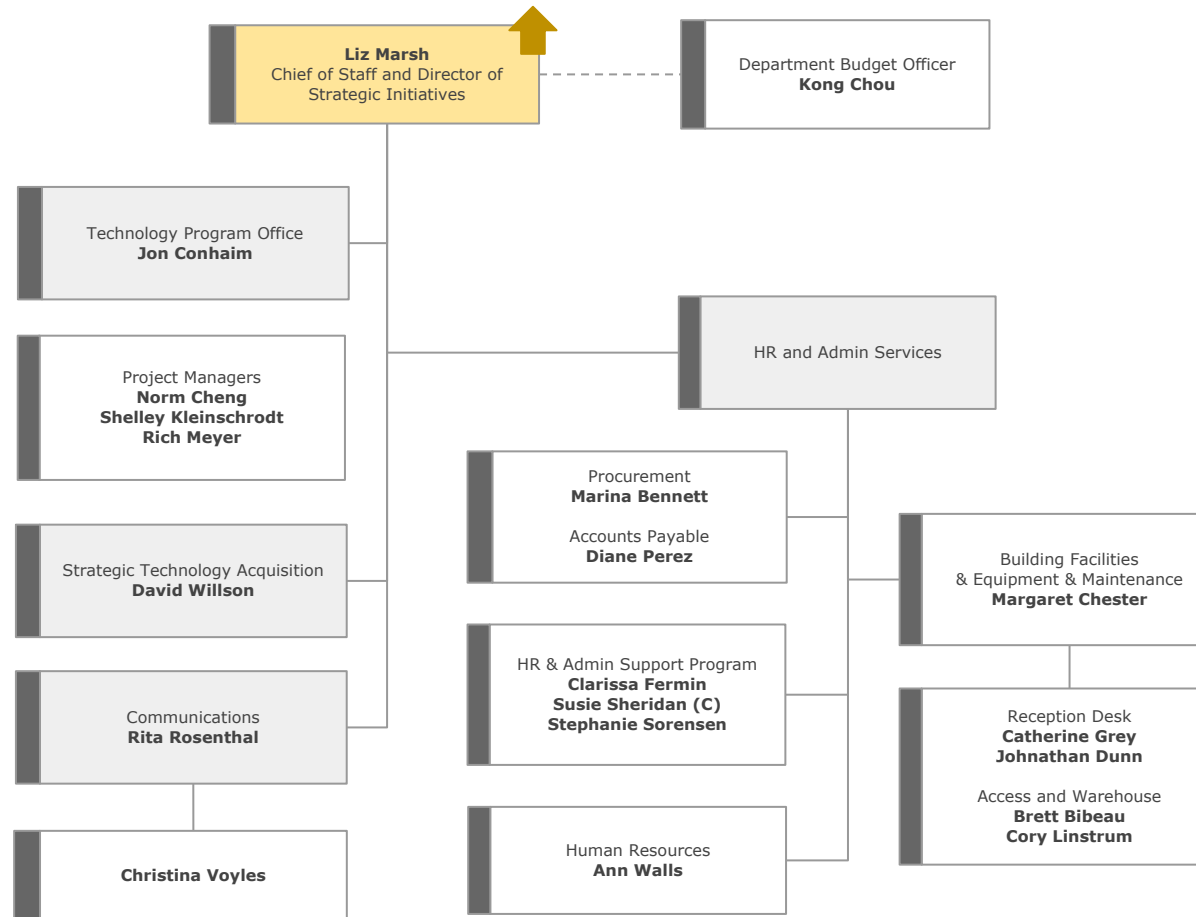 Liz Marsh
Chief of Staff and Director of
Strategic Initiatives
Department Budget Officer
Kong Chou
Technology Program Office
Jon Conhaim
Project Managers
Norm Cheng
Shelley Kleinschrodt
Rich Meyer
HR and Admin Services
Strategic Technology Acquisition
David Willson
Communications
Rita Rosenthal
Christina Voyles
Procurement
Marina Bennett
Accounts Payable
Diane Perez
HR & Admin Support Program
Clarissa Fermin
Susie Sheridan (C)
Stephanie Sorensen
Human Resources
Ann Walls
Building Facilities
& Equipment & Maintenance
Margaret Chester
Reception Desk
Catherine Grey
Johnathan Dunn
Access and Warehouse
Brett Bibeau
Cory Linstrum